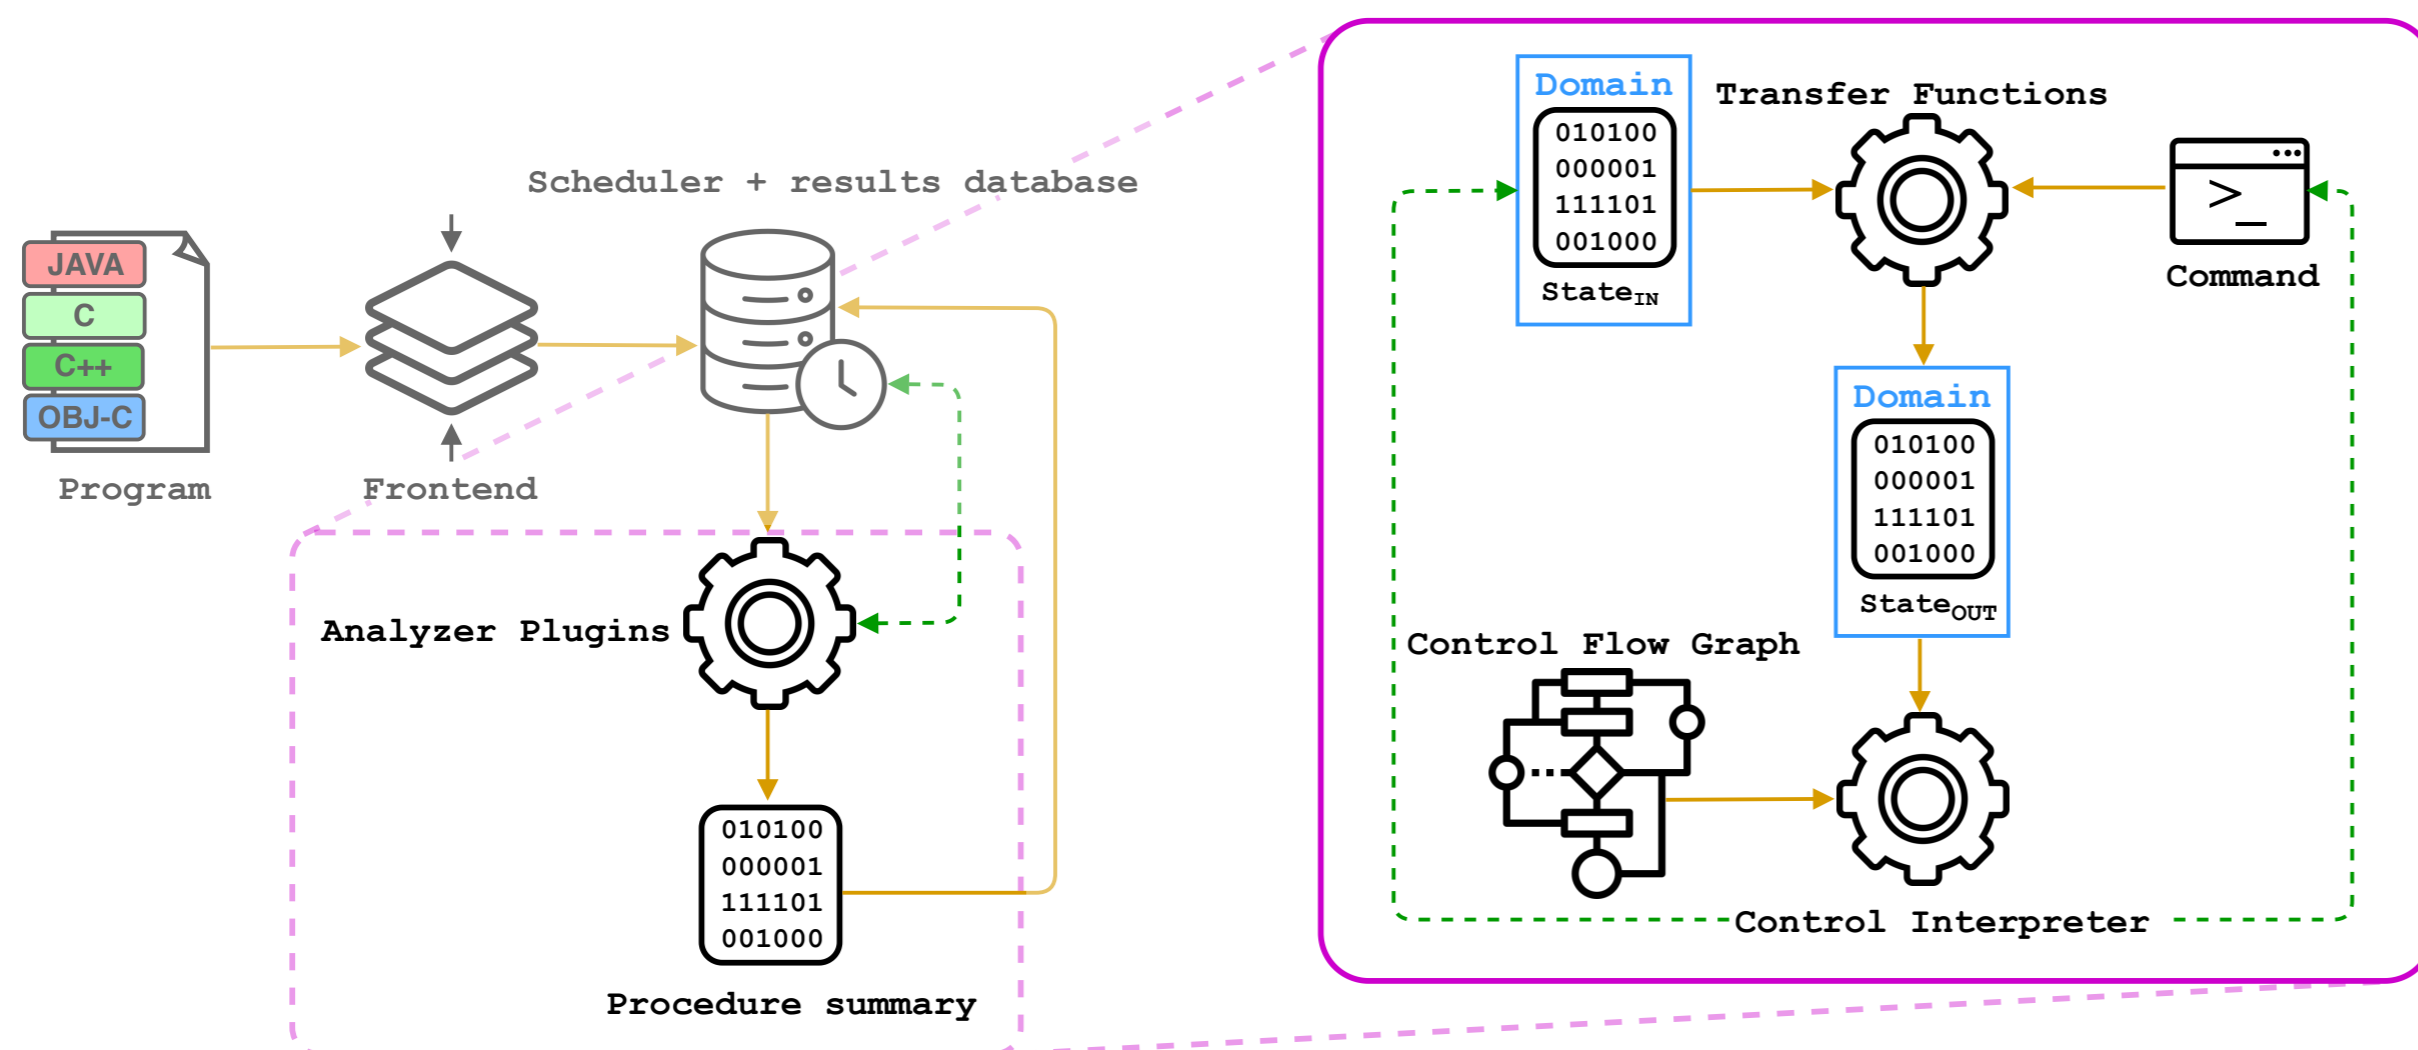 JAVA
C
C++
OBJ-C
Program
Frontend
Scheduler + results database
Analyzer Plugins
010100
000001
111101
001000
Procedure summary
Domain
010100
000001
111101
001000
StateIN
Transfer Functions
>_
Command
Domain
010100
000001
111101
001000
StateOUT
Control Flow Graph
Control Interpreter